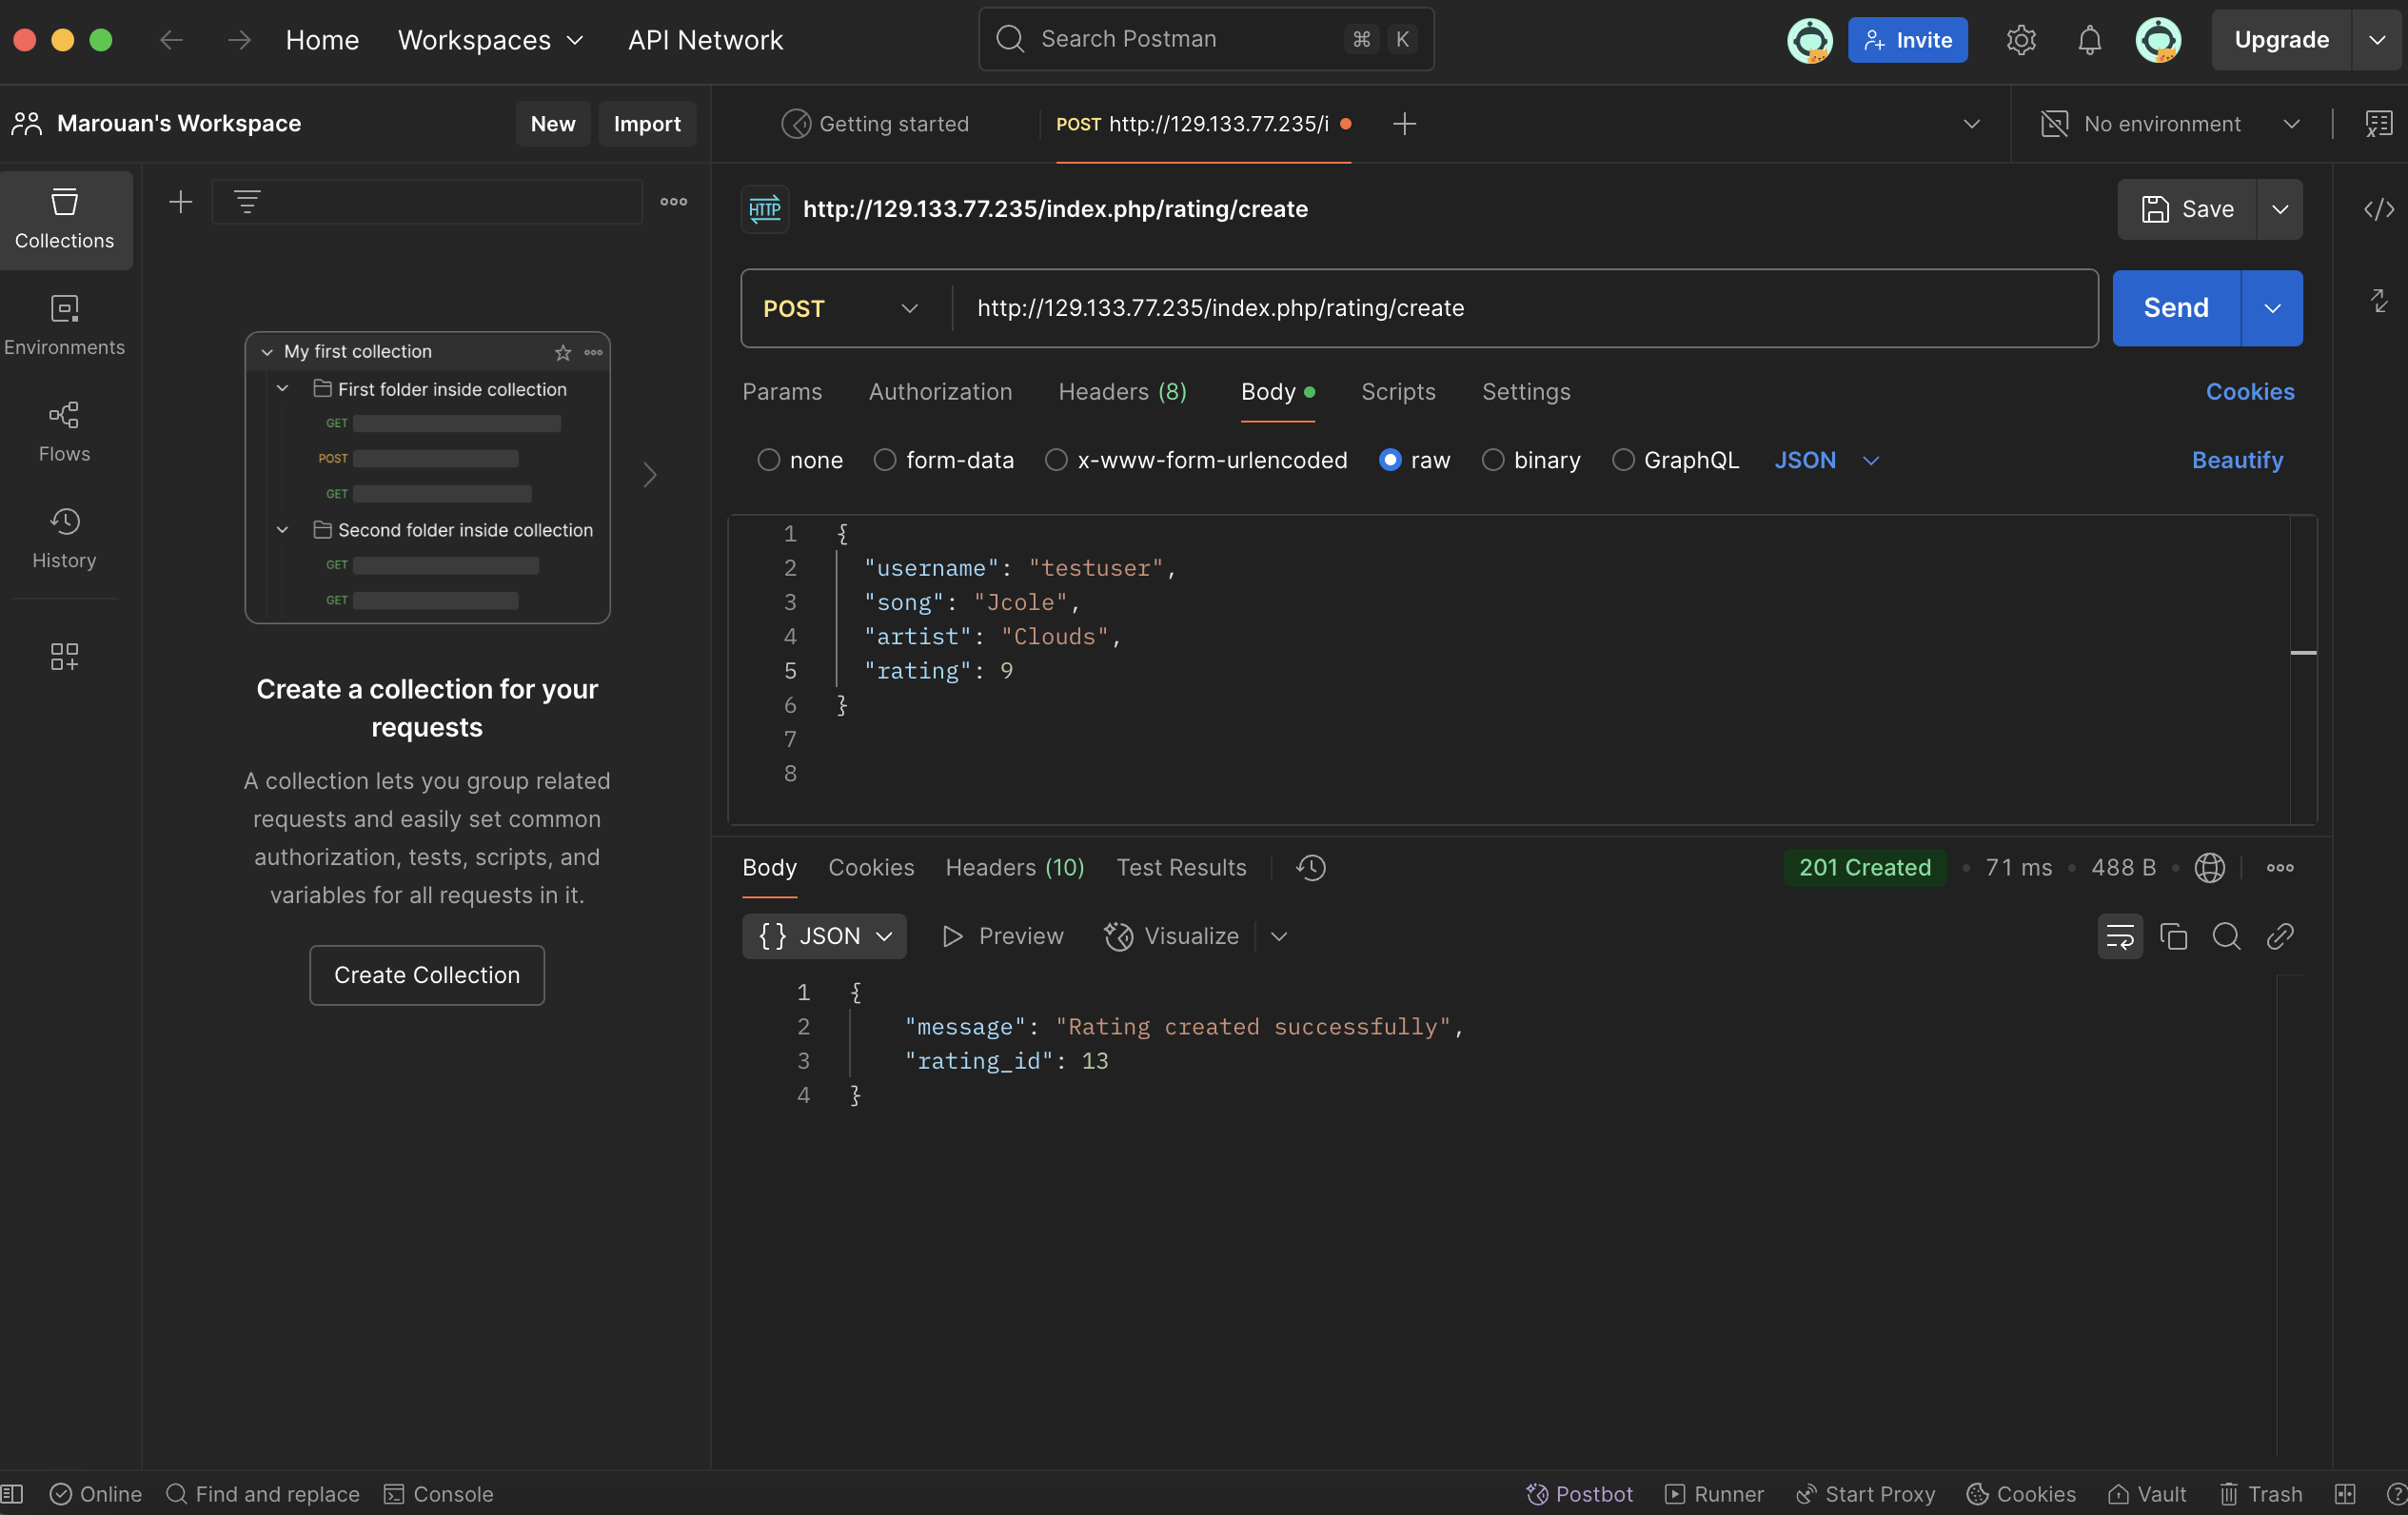 Home Workspaces API Network Search Postman ⌘ K Invite Upgrade
Marouan's Workspace New Import Getting started POST http://129.133.77.235/i No environment
Collections
Environments
Flows
History
My first collection
First folder inside collection
GET
POST
GET
Second folder inside collection
GET
GET
Create a collection for your
requests
A collection lets you group related
requests and easily set common
authorization, tests, scripts, and
variables for all requests in it.
Create Collection
HTTP http://129.133.77.235/index.php/rating/create Save
POST http://129.133.77.235/index.php/rating/create Send
Params Authorization Headers (8) Body Scripts Settings Cookies
none form-data x-www-form-urlencoded raw binary GraphQL JSON Beautify
1 {
2 "username": "testuser",
3 "song": "Jcole",
4 "artist": "Clouds",
5 "rating": 9
6 }
7
8
Body Cookies Headers (10) Test Results 201 Created • 71 ms • 488 B •
{} JSON Preview Visualize
1 {
2 "message": "Rating created successfully",
3 "rating_id": 13
4 }
Online Find and replace Console Postbot Runner Start Proxy Cookies Vault Trash